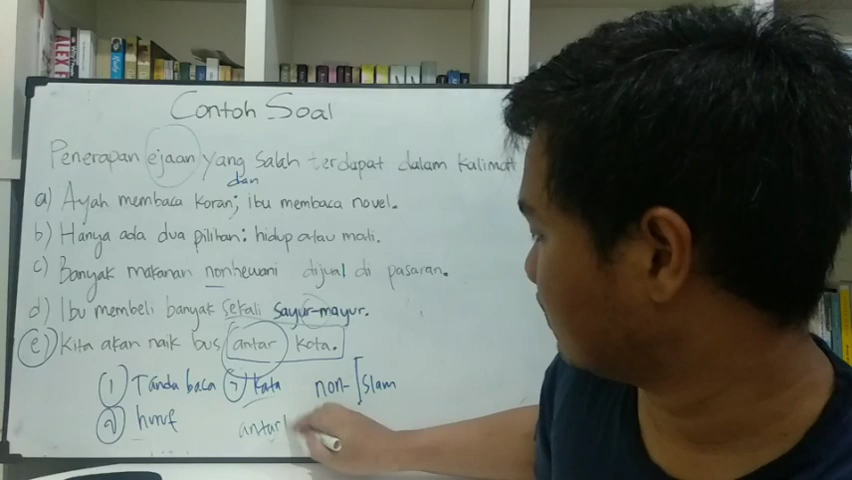 Contoh Soal
Penerapan ejaan yang salah terdapat dalam kalimat
dan
a) Ayah membaca koran; ibu membaca novel.
b) Hanya ada dua pilihan: hidup atau mati.
c) Banyak makanan nonhewani dijual di pasaran.
d) Ibu membeli banyak sekali sayur-mayur.
e) Kita akan naik bus antar kota.
1 Tanda baca 3 kata non-Islam
2 huruf antar
ALEX